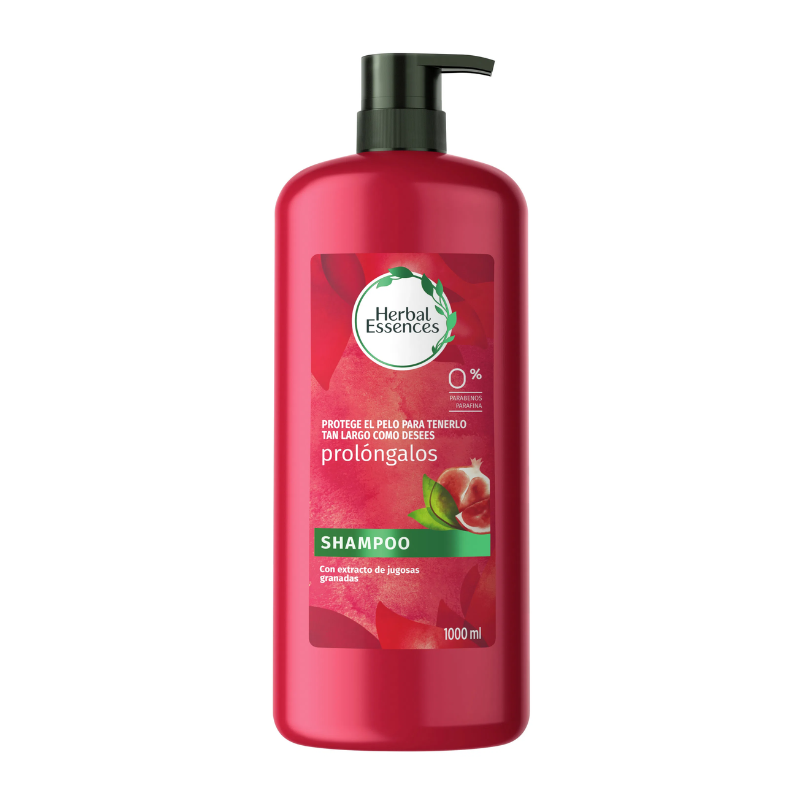 Herbal
Essences
0%
PARABENOS
PARAFINA
PROTEGE EL PELO PARA TENERLO
TAN LARGO COMO DESEES
prolóngalos
SHAMPOO
Con extracto de jugosas
granadas
1000 ml